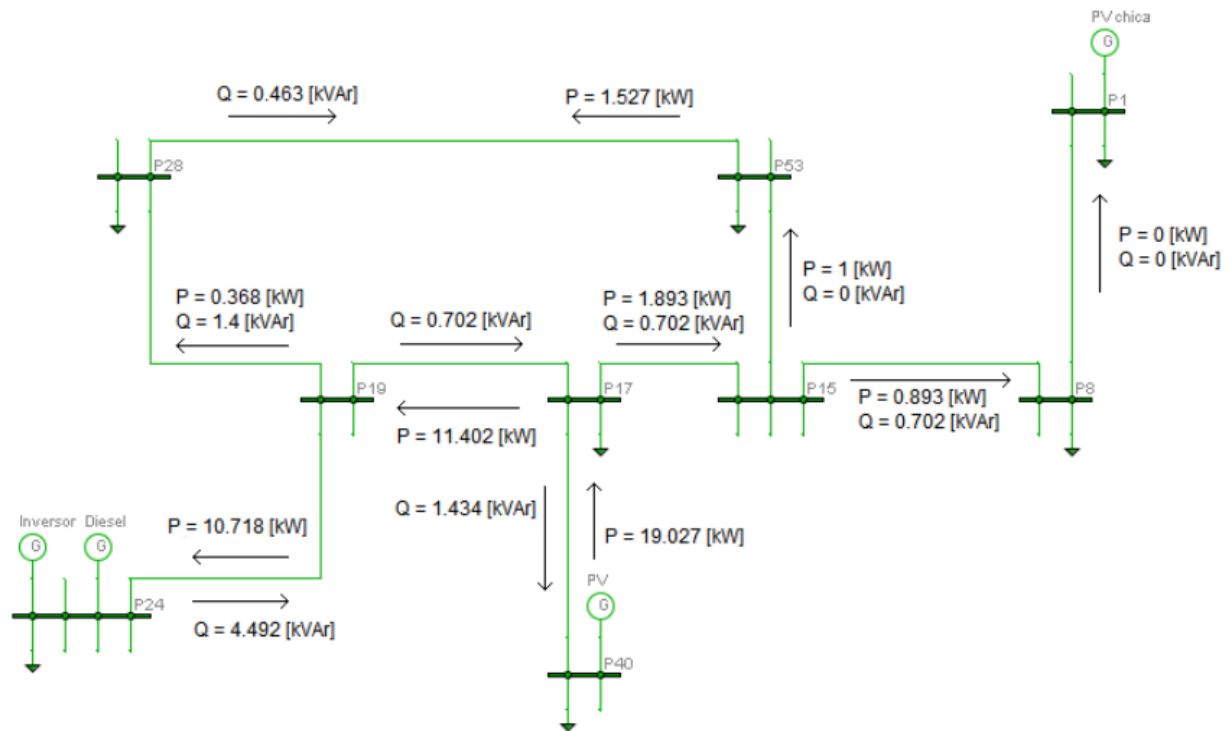 PV chica
P1
Q = 0.463 [kVAr]
P = 1.527 [kW]
P28
P53
P = 0 [kW]
Q = 0 [kVAr]
P = 1 [kW]
Q = 0 [kVAr]
P = 0.368 [kW]
Q = 1.4 [kVAr]
Q = 0.702 [kVAr]
P = 1.893 [kW]
Q = 0.702 [kVAr]
P19
P17
P15
P8
P = 11.402 [kW]
P = 0.893 [kW]
Q = 0.702 [kVAr]
Q = 1.434 [kVAr]
P = 19.027 [kW]
Inversor
Diesel
P = 10.718 [kW]
G
G
G
G
PV
P24
Q = 4.492 [kVAr]
P40